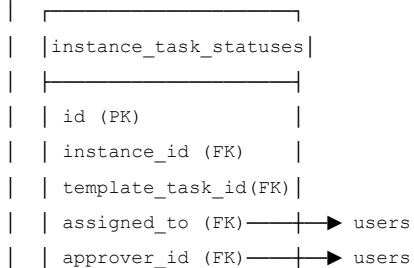 instance_task_statuses
id (PK)
instance_id (FK)
template_task_id(FK)
assigned_to (FK) users
approver_id (FK) users